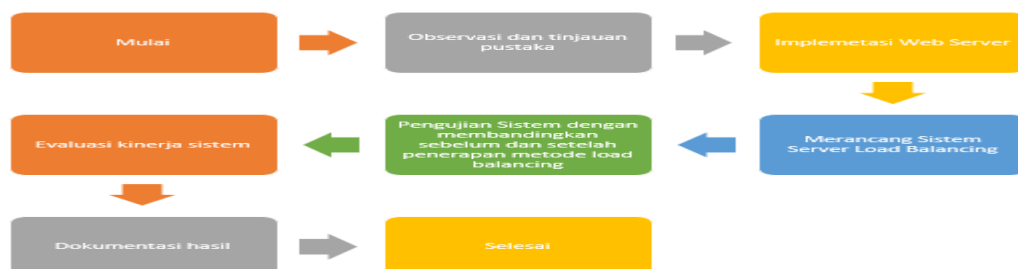 Mulai
Observasi dan tinjauan
pustaka
Implemetasi Web Server
Merancang Sistem
Server Load Balancing
Pengujian Sistem dengan
membandingkan
sebelum dan setelah
penerapan metode load
balancing
Evaluasi kinerja sistem
Dokumentasi hasil
Selesai